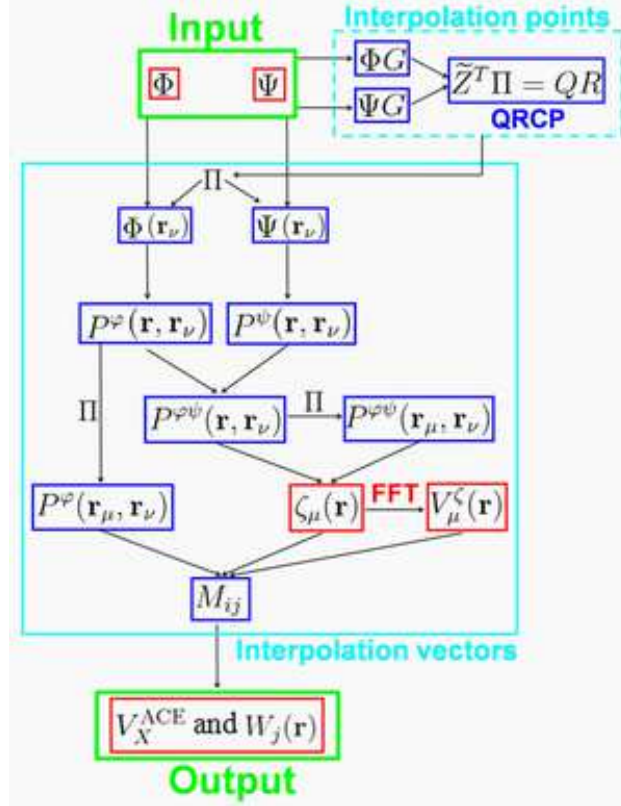 Input
Interpolation points
Φ Ψ
ΦG
ΨG
Z̃ᵀΠ = QR
QRCP
Π
Φ(r_ν) Ψ(r_ν)
P^φ(r, r_ν) P^ψ(r, r_ν)
Π
P^φψ(r, r_ν) Π P^φψ(r_μ, r_ν)
P^φ(r_μ, r_ν) ζ_μ(r) FFT V_μ^ζ(r)
M_ij
Interpolation vectors
V_X^ACE and W_j(r)
Output